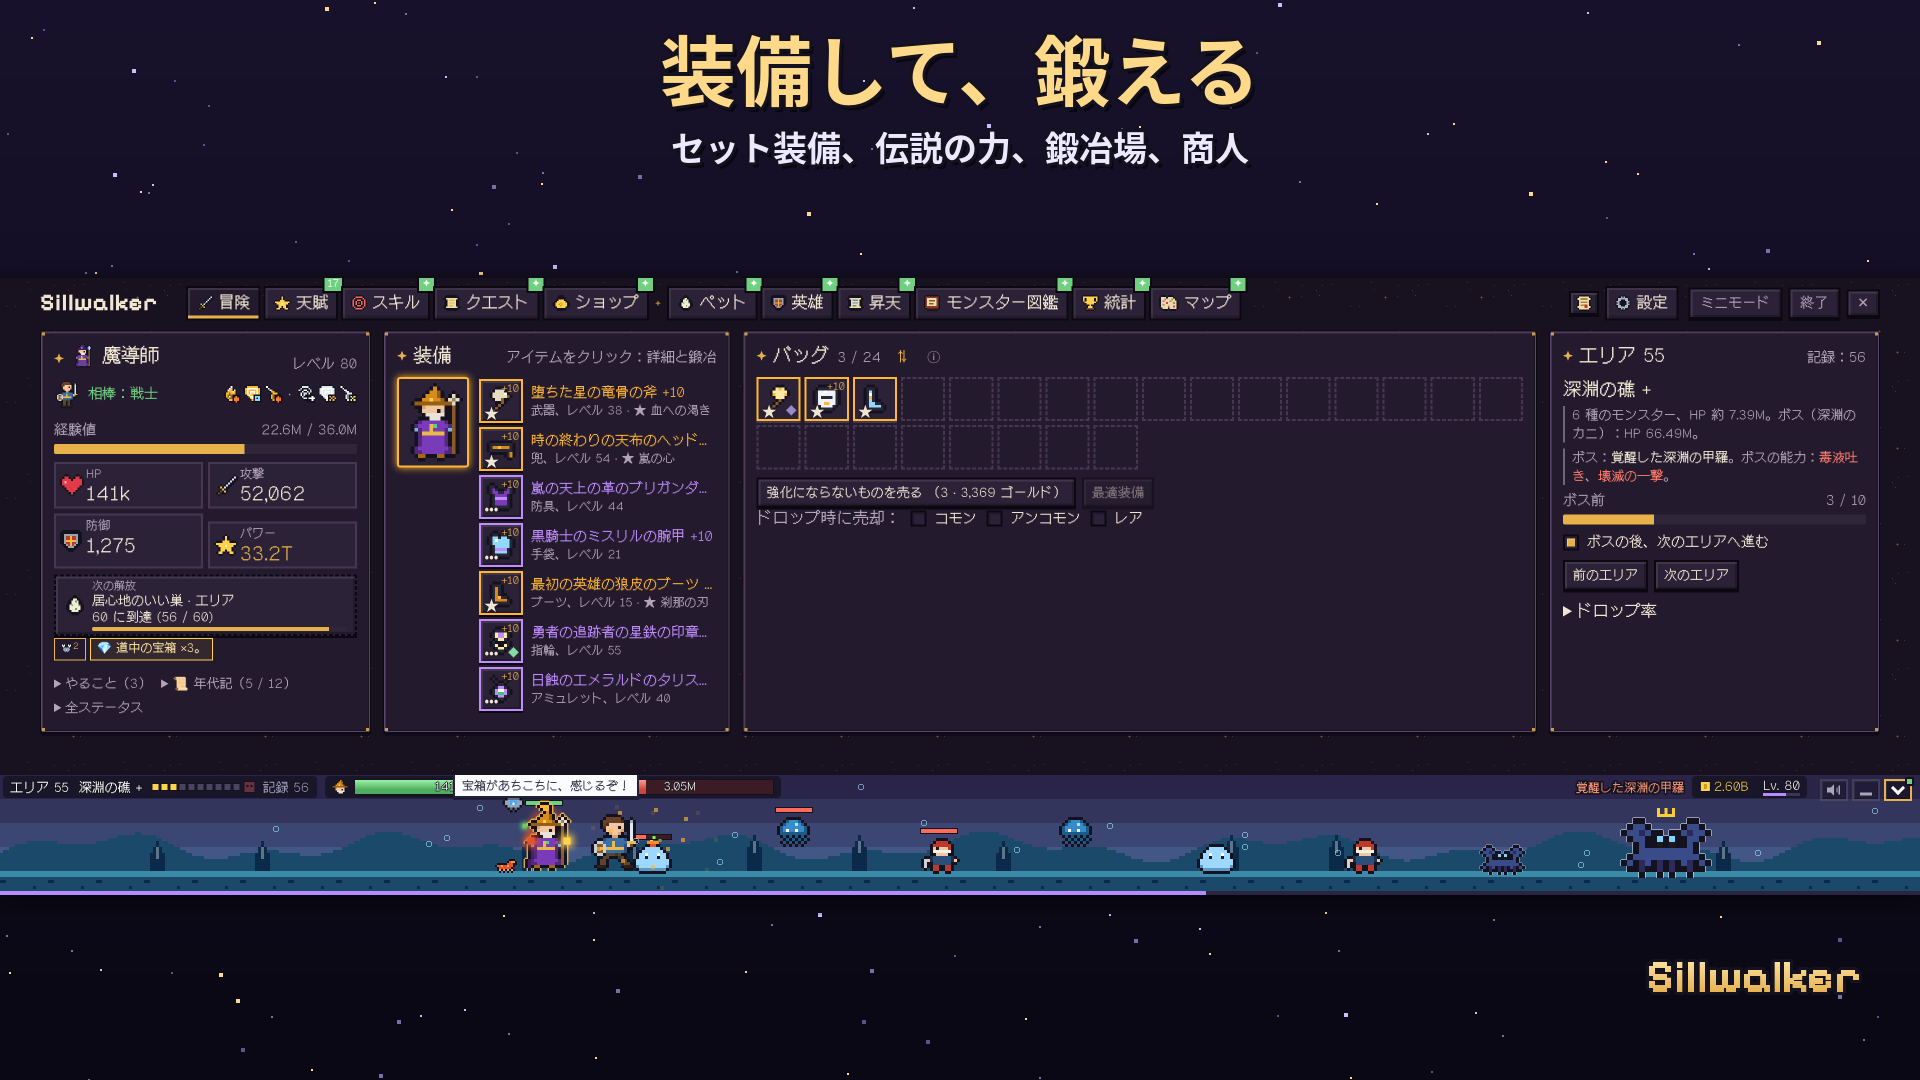 装備して、鍛える
セット装備、伝説の力、鍛冶場、商人
Sillwalker
冒険
天賦
17
スキル
クエスト
ショップ
ペット
英雄
昇天
モンスター図鑑
統計
マップ
設定
ミニモード
終了
×
魔導師
レベル 80
相棒：戦士
経験値
22.6M / 36.0M
HP
141k
攻撃
52,062
防御
1,275
パワー
33.2T
次の解放
居心地のいい巣 · エリア
60 に到達 (56 / 60)
2
道中の宝箱 ×3。
▶ やること（3）
▶ 年代記（5 / 12）
▶ 全ステータス
装備
アイテムをクリック：詳細と鍛冶
+10
堕ちた星の竜骨の斧 +10
武器、レベル 38 · ★ 血への渇き
+10
時の終わりの天布のヘッド…
兜、レベル 54 · ★ 嵐の心
+10
嵐の天上の革のブリガンダ…
防具、レベル 44
+10
黒騎士のミスリルの腕甲 +10
手袋、レベル 21
+10
最初の英雄の狼皮のブーツ …
ブーツ、レベル 15 · ★ 刹那の刃
+10
勇者の追跡者の星鉄の印章…
指輪、レベル 55
+10
日蝕のエメラルドのタリス…
アミュレット、レベル 40
バッグ
3 / 24
+10
強化にならないものを売る （3 · 3,369 ゴールド）
最適装備
ドロップ時に売却：
コモン
アンコモン
レア
エリア 55
記録：56
深淵の礁 +
6 種のモンスター、HP 約 7.39M。ボス（深淵の
カニ）：HP 66.49M。
ボス：覚醒した深淵の甲羅。ボスの能力：毒液吐
き、壊滅の一撃。
ボス前
3 / 10
ボスの後、次のエリアへ進む
前のエリア
次のエリア
▶ドロップ率
エリア 55
深淵の礁 +
記録 56
宝箱があちこちに、感じるぞ！
3.05M
覚醒した深淵の甲羅
2.60B
Lv. 80
Sillwalker